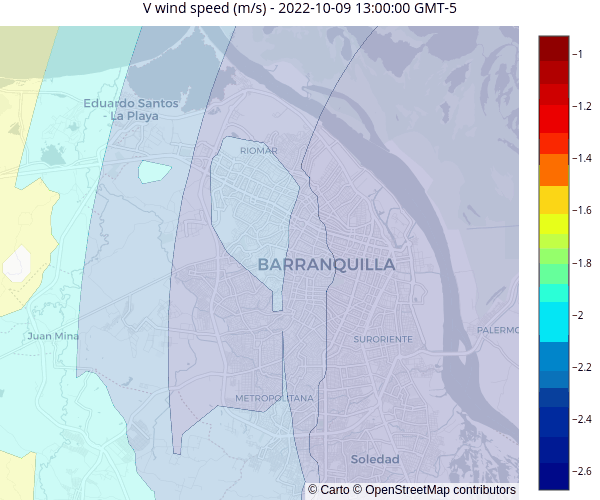 V wind speed (m/s) - 2022-10-09 13:00:00 GMT-5
Eduardo Santos
- La Playa
RIOMAR
BARRANQUILLA
Juan Mina
SURORIENTE
PALERMO
METROPOLITANA
Soledad
© Carto © OpenStreetMap contributors
−1
−1.2
−1.4
−1.6
−1.8
−2
−2.2
−2.4
−2.6